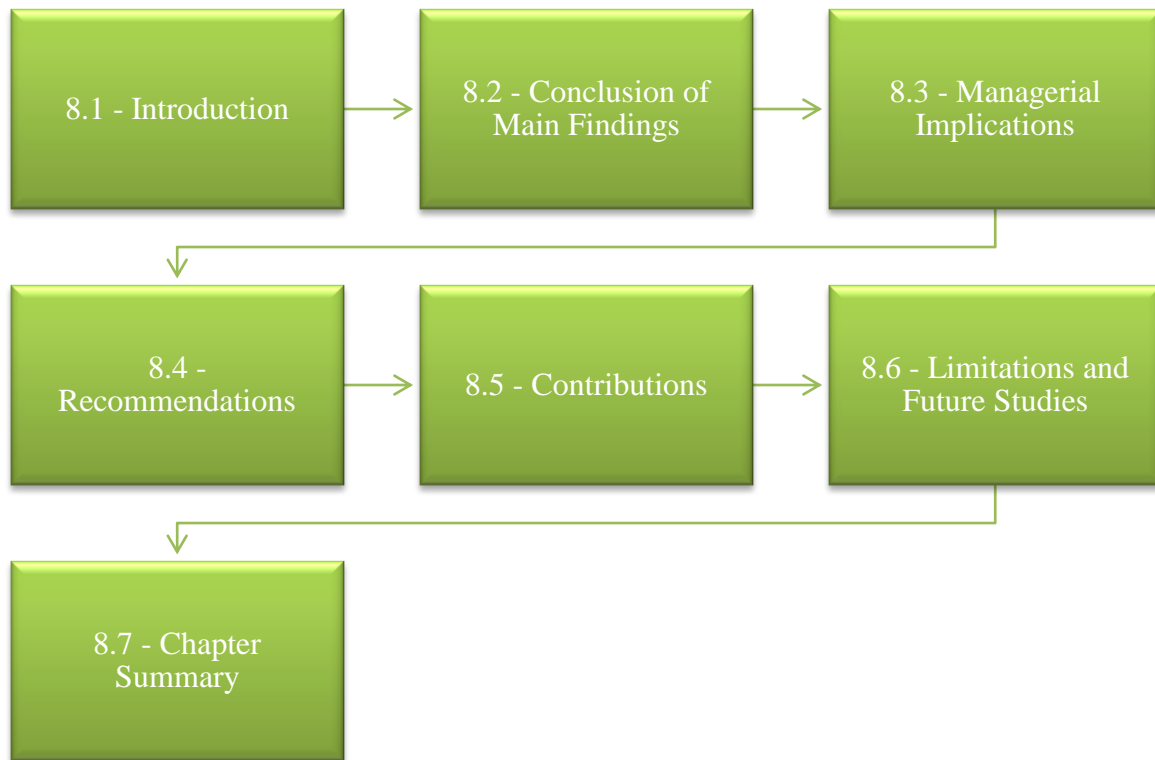 8.1 - Introduction
8.2 - Conclusion of
Main Findings
8.3 - Managerial
Implications
8.4 -
Recommendations
8.5 - Contributions
8.6 - Limitations and
Future Studies
8.7 - Chapter
Summary